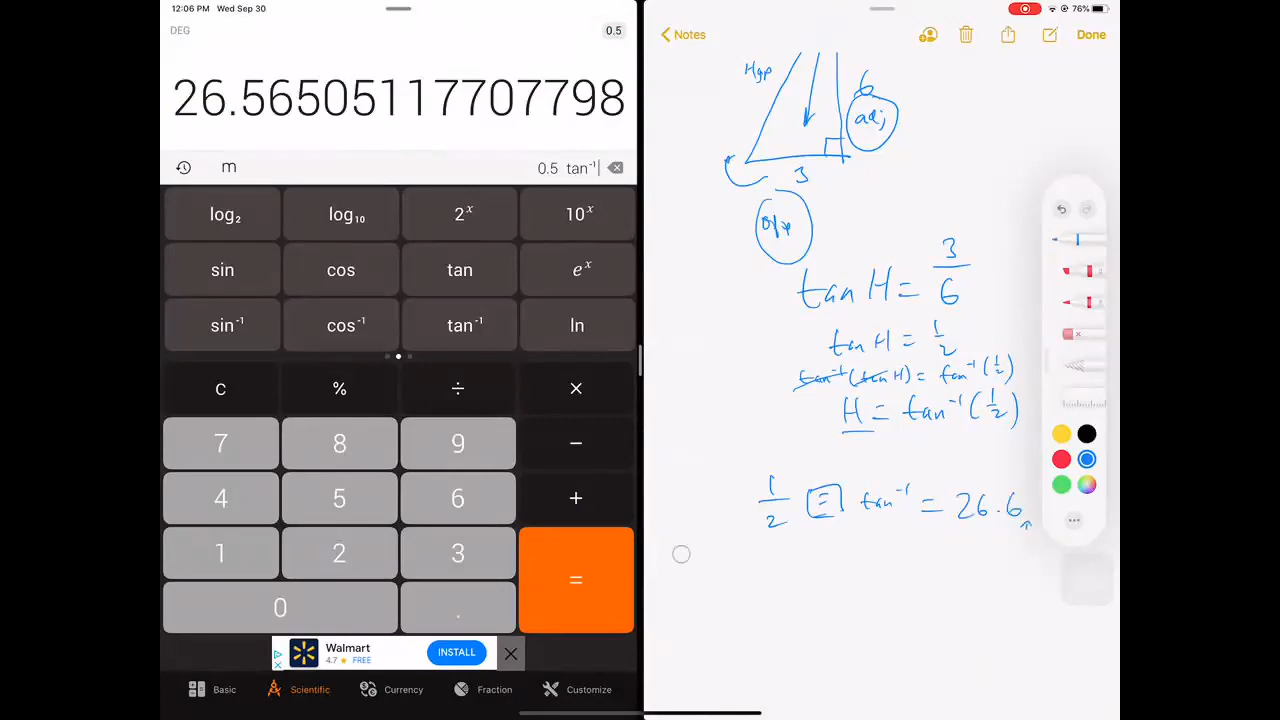 12:06 PM Wed Sep 30
DEG
0.5
26.56505117707798
m
0.5 tan⁻¹
log₂ log₁₀ 2ˣ 10ˣ
sin cos tan eˣ
sin⁻¹ cos⁻¹ tan⁻¹ ln
C % ÷ ×
7 8 9 −
4 5 6 +
1 2 3 =
0 .
Walmart
4.7 ★ FREE
INSTALL
Basic Scientific Currency Fraction Customize
76%
Notes
Done
Hyp
6
adj
3
opp
tan H = 3/6
tan H = 1/2
tan⁻¹(tan H) = tan⁻¹(1/2)
H = tan⁻¹(1/2)
1/2 = tan⁻¹ = 26.6